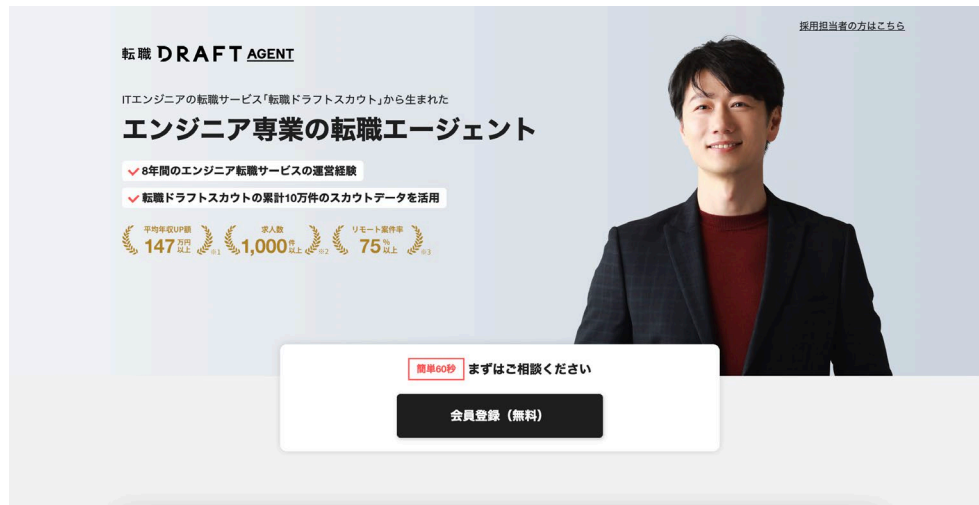 採用担当者の方はこちら
転職 DRAFT AGENT
ITエンジニアの転職サービス「転職ドラフトスカウト」から生まれた
エンジニア専業の転職エージェント
8年間のエンジニア転職サービスの運営経験
転職ドラフトスカウトの累計10万件のスカウトデータを活用
平均年収UP額
147万円以上 ※1
求人数
1,000件以上 ※2
リモート案件率
75%以上 ※3
簡単60秒 まずはご相談ください
会員登録（無料）